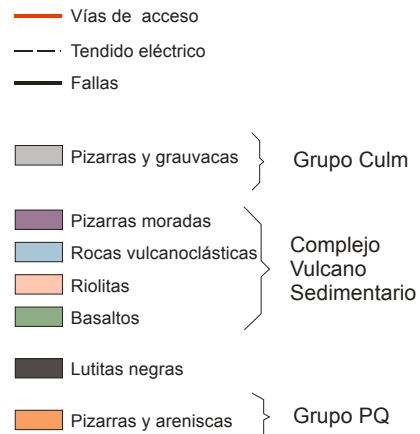 Vías de acceso
Tendido eléctrico
Fallas
Pizarras y grauvacas
Grupo Culm
Pizarras moradas
Rocas vulcanoclásticas
Riolitas
Basaltos
Complejo
Vulcano
Sedimentario
Lutitas negras
Pizarras y areniscas
Grupo PQ